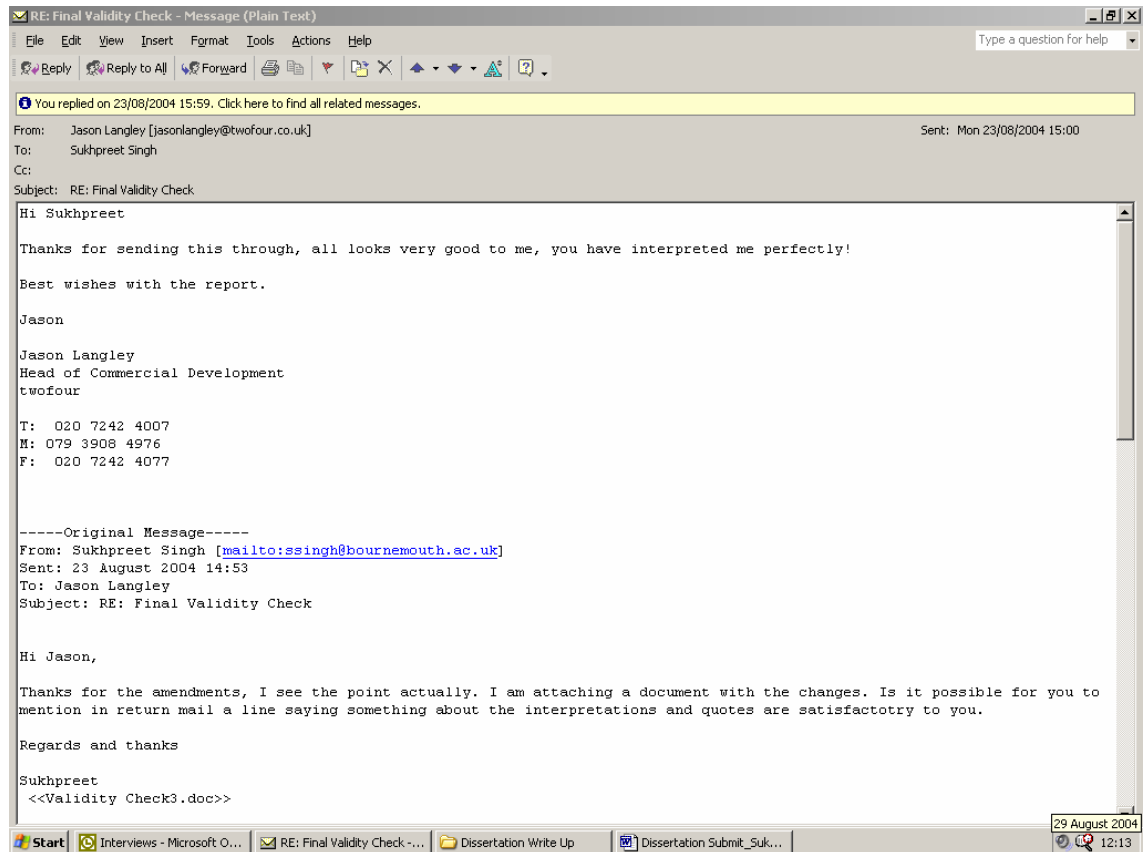 RE: Final Validity Check - Message (Plain Text)
File Edit View Insert Format Tools Actions Help
Type a question for help
Reply Reply to All Forward
You replied on 23/08/2004 15:59. Click here to find all related messages.
From: Jason Langley [jasonlangley@twofour.co.uk] Sent: Mon 23/08/2004 15:00
To: Sukhpreet Singh
Cc:
Subject: RE: Final Validity Check
Hi Sukhpreet
Thanks for sending this through, all looks very good to me, you have interpreted me perfectly!
Best wishes with the report.
Jason
Jason Langley
Head of Commercial Development
twofour
T: 020 7242 4007
M: 079 3908 4976
F: 020 7242 4077
-----Original Message-----
From: Sukhpreet Singh [mailto:ssingh@bournemouth.ac.uk]
Sent: 23 August 2004 14:53
To: Jason Langley
Subject: RE: Final Validity Check
Hi Jason,
Thanks for the amendments, I see the point actually. I am attaching a document with the changes. Is it possible for you to
mention in return mail a line saying something about the interpretations and quotes are satisfactotry to you.
Regards and thanks
Sukhpreet
<<Validity Check3.doc>>
29 August 2004
Start Interviews - Microsoft O... RE: Final Validity Check -... Dissertation Write Up Dissertation Submit_Suk... 12:13